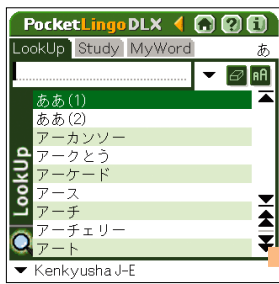 PocketLingo DLX
LookUp Study MyWord あ
AA
ああ(1)
ああ(2)
アーカンソー
アークとう
アーケード
アース
アーチ
アーチェリー
アート
LookUp
Kenkyusha J-E